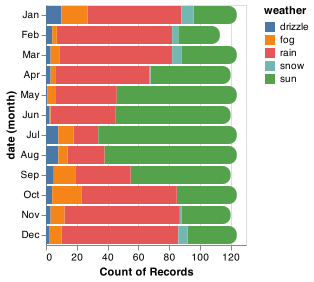 weather
drizzle
fog
rain
snow
sun
date (month)
Jan
Feb
Mar
Apr
May
Jun
Jul
Aug
Sep
Oct
Nov
Dec
0 20 40 60 80 100 120
Count of Records